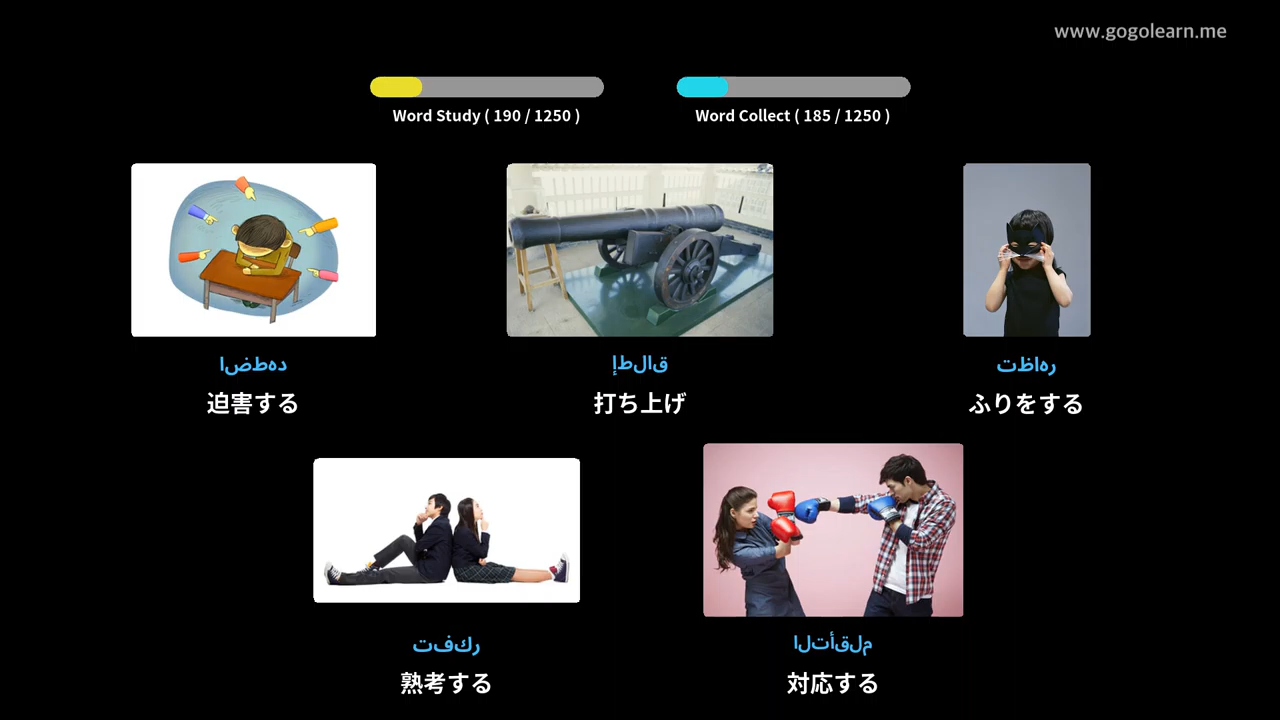 www.gogolearn.me
Word Study ( 190 / 1250 )
Word Collect ( 185 / 1250 )
اضطهد
迫害する
إطلاق
打ち上げ
تظاهر
ふりをする
تفكر
熟考する
التأقلم
対応する